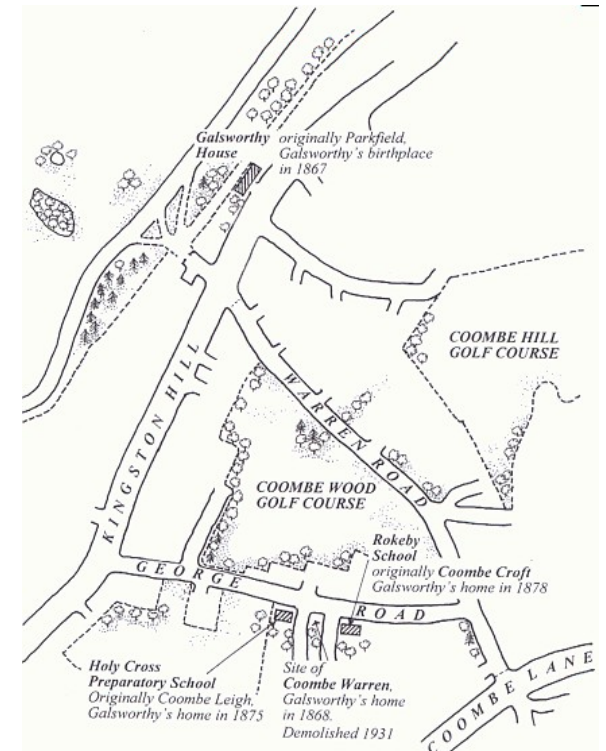 Galsworthy House
originally Parkfield,
Galsworthy's birthplace
in 1867
COOMBE HILL
GOLF COURSE
KINGSTON HILL
WARREN ROAD
COOMBE WOOD
GOLF COURSE
Rokeby
School
originally Coombe Croft
Galsworthy's home in 1878
GEORGE ROAD
Holy Cross
Preparatory School
Originally Coombe Leigh,
Galsworthy's home in 1875
Site of
Coombe Warren,
Galsworthy's home
in 1868.
Demolished 1931
COOMBE LANE